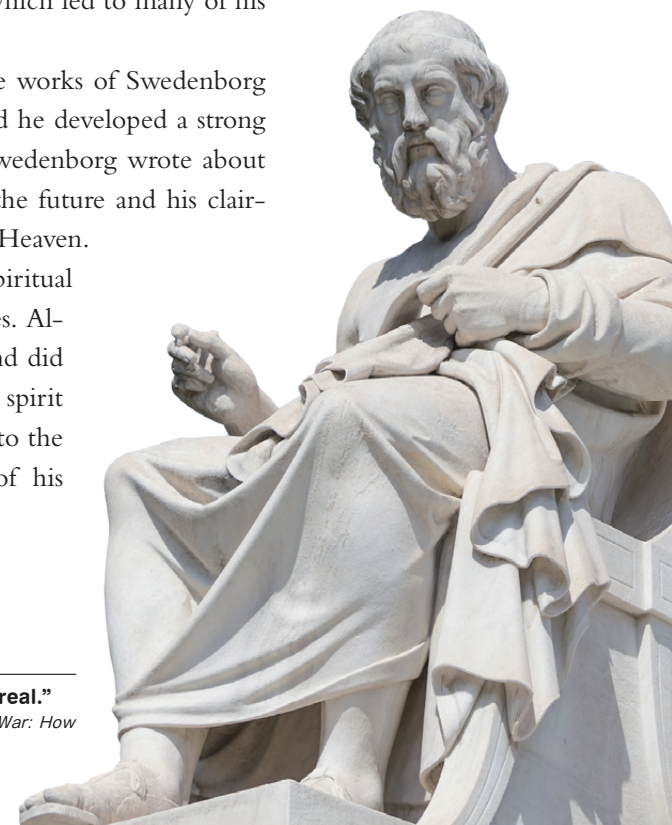 which led to many of his
e works of Swedenborg
d he developed a strong
wedenborg wrote about
the future and his clair-
Heaven.
piritual
es. Al-
nd did
spirit
to the
of his
real.”
War: How